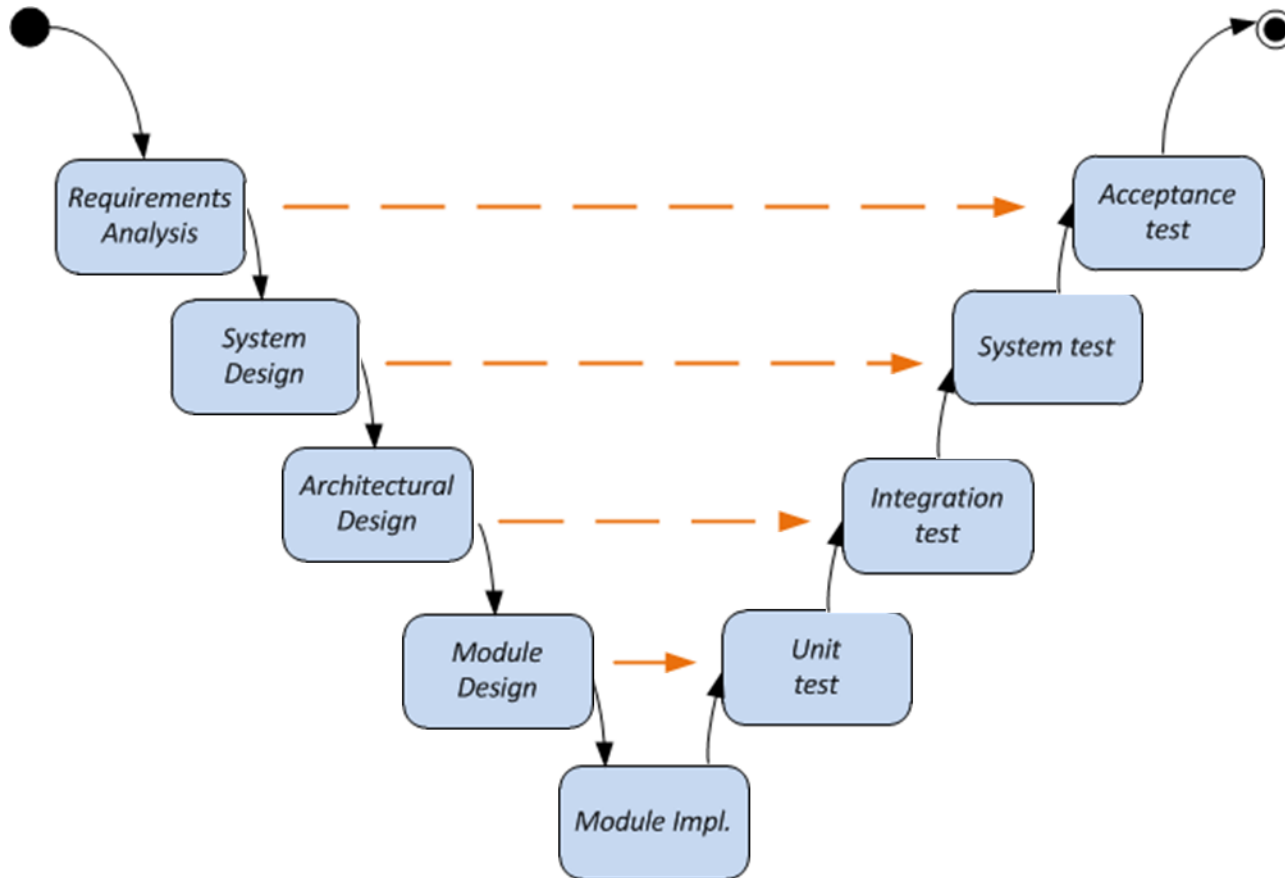 Requirements
Analysis
Acceptance
test
System
Design
System test
Architectural
Design
Integration
test
Module
Design
Unit
test
Module Impl.